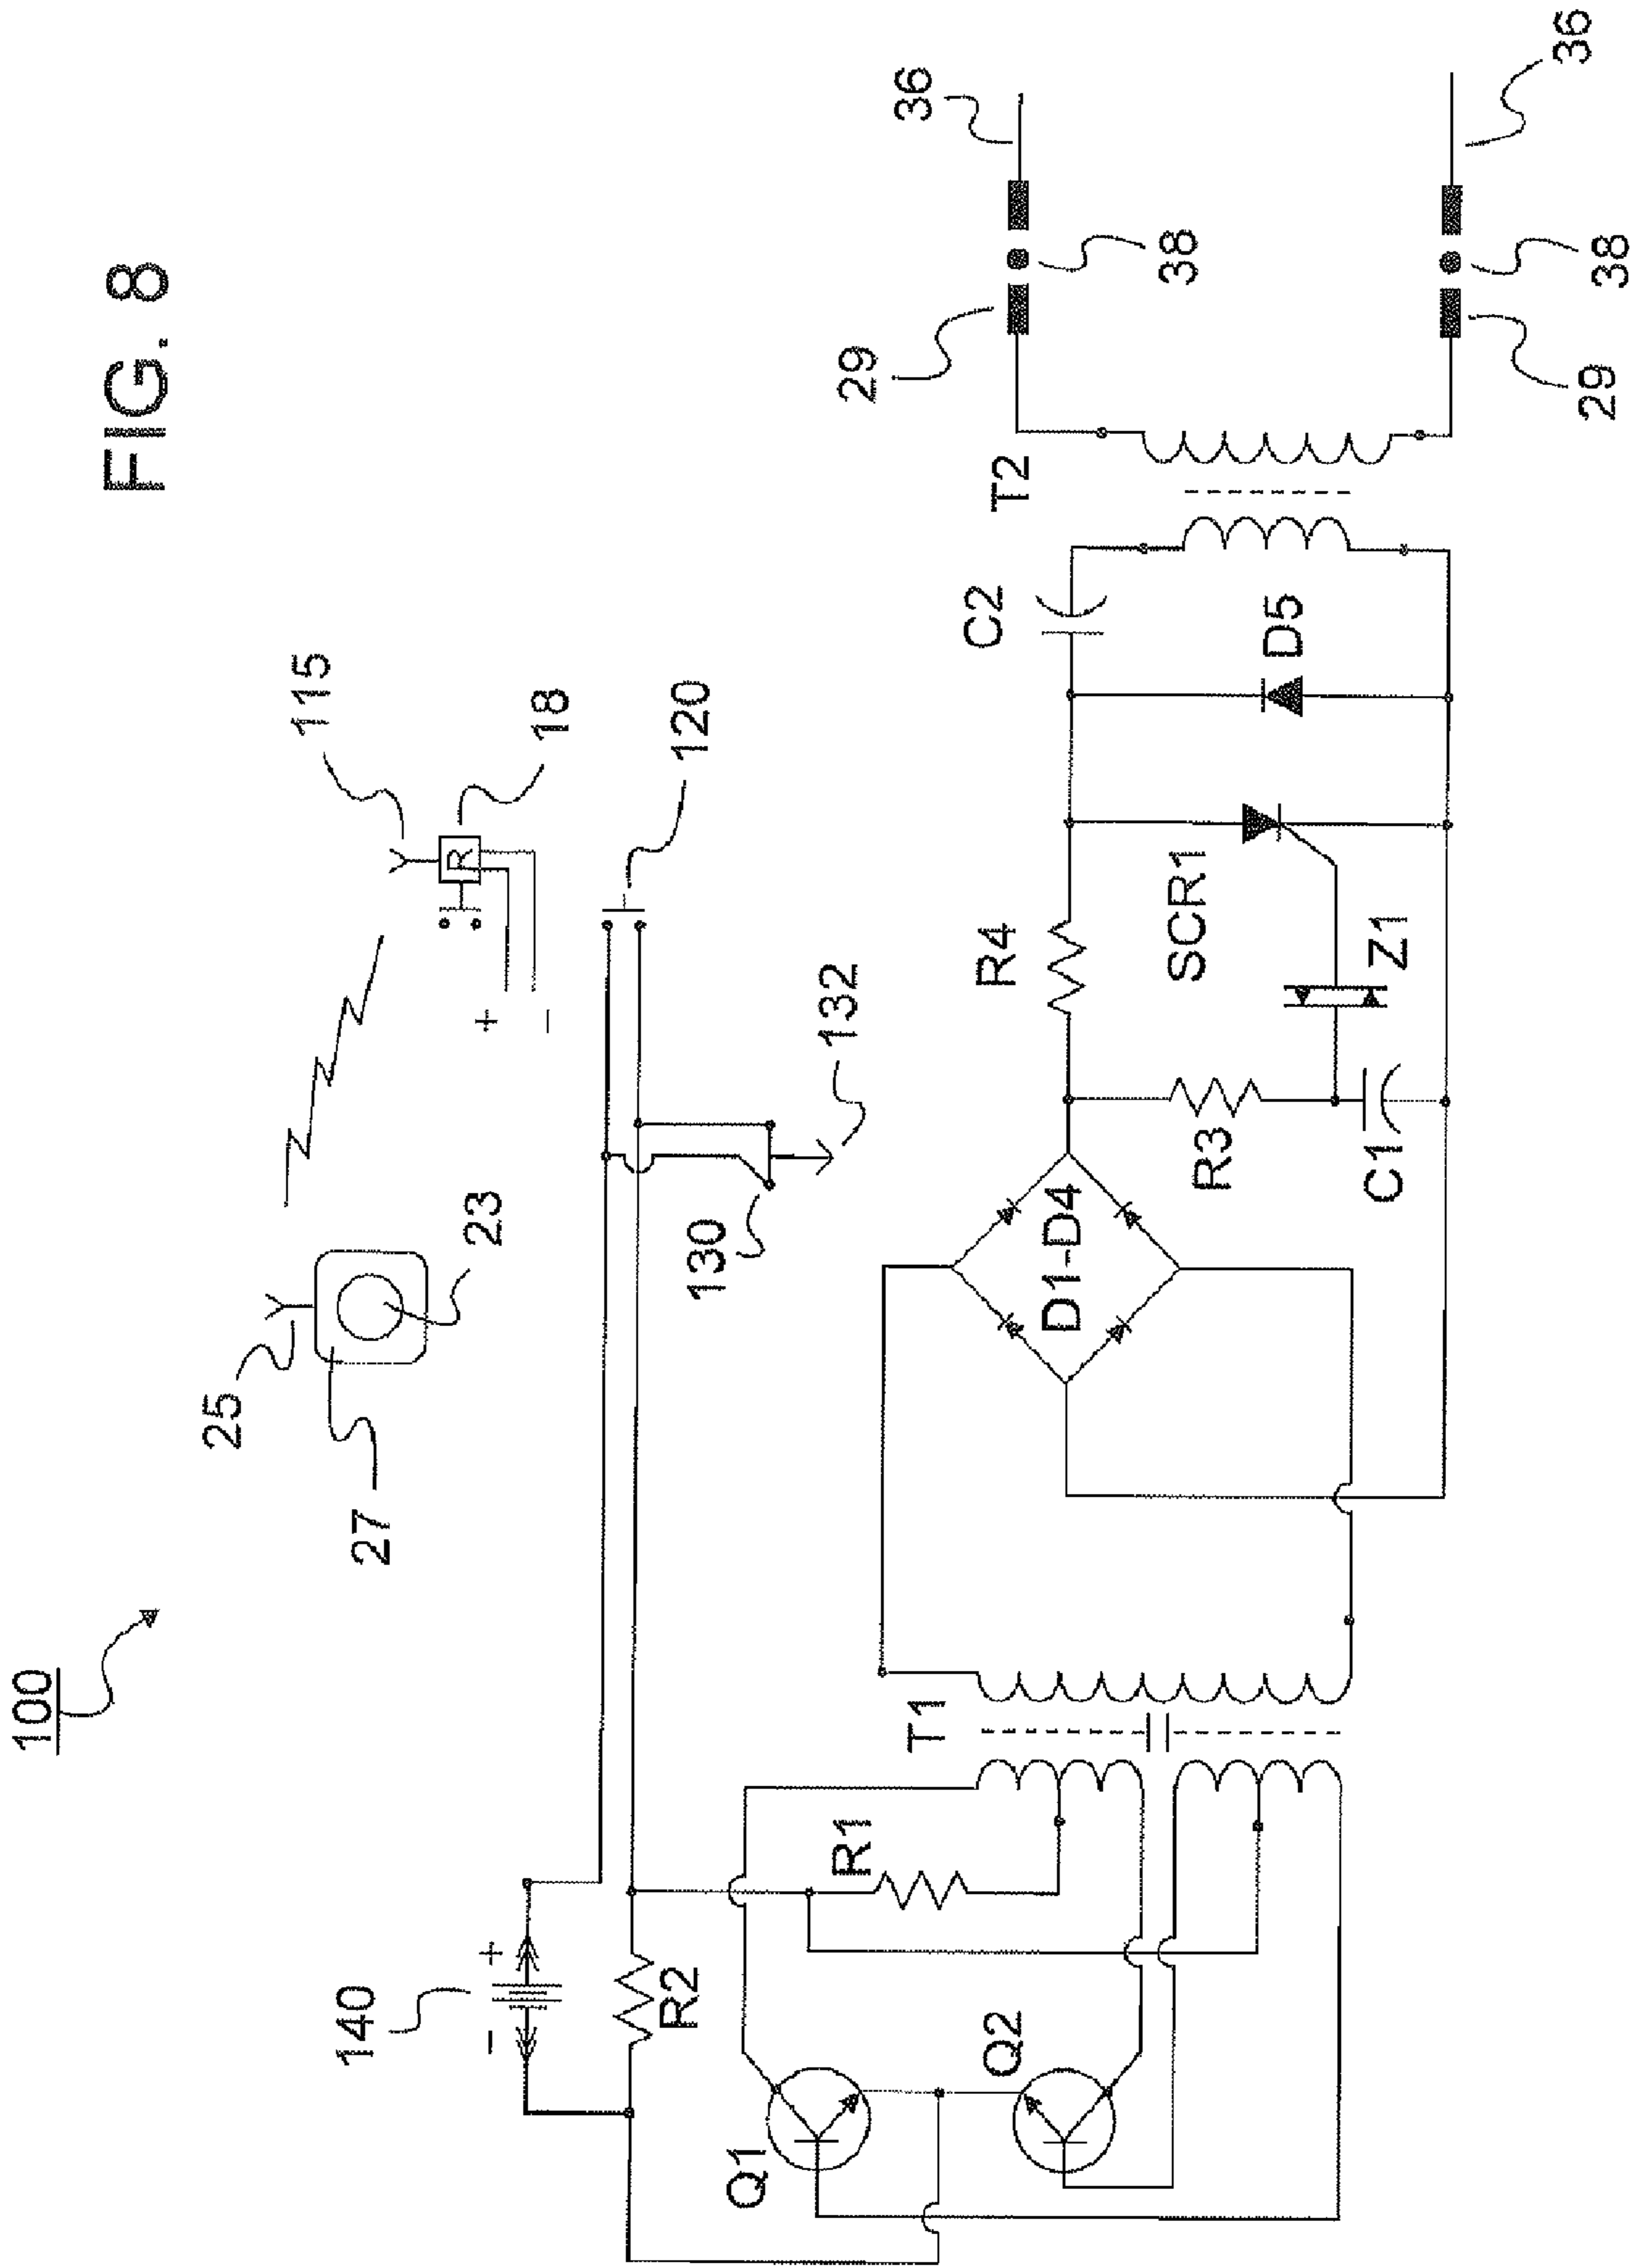 FIG. 8
100
25
27
23
115
18
R
+
−
120
130
132
140
−
+
R2
R1
Q1
Q2
T1
D1-D4
R3
C1
R4
SCR1
Z1
C2
D5
T2
29
38
36
29
38
36